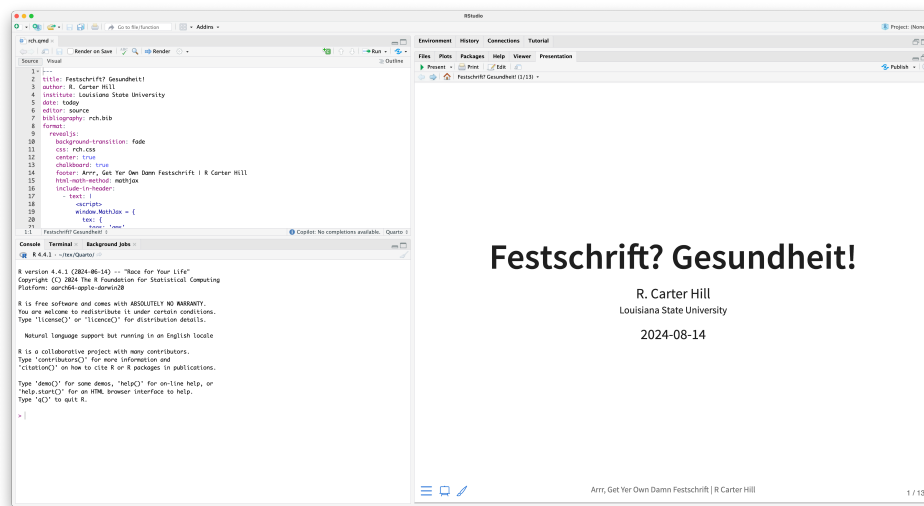 RStudio
Go to file/function
Addins
Project: (None
rch.qmd
Render on Save
Render
Run
Source
Visual
Outline
1 ---
2 title: Festschrift? Gesundheit!
3 author: R. Carter Hill
4 institute: Louisiana State University
5 date: today
6 editor: source
7 bibliography: rch.bib
8 format:
9 revealjs:
10 background-transition: fade
11 css: rch.css
12 center: true
13 chalkboard: true
14 footer: Arrr, Get Yer Own Damn Festschrift | R Carter Hill
15 html-math-method: mathjax
16 include-in-header:
17 - text: |
18 <script>
19 window.MathJax = {
20 tex: {
21 tags: 'ams'
1:1 Festschrift? Gesundheit! Copilot: No completions available. Quarto
Console Terminal Background Jobs
R 4.4.1 · ~/tex/Quarto/
R version 4.4.1 (2024-06-14) -- "Race for Your Life"
Copyright (C) 2024 The R Foundation for Statistical Computing
Platform: aarch64-apple-darwin20
R is free software and comes with ABSOLUTELY NO WARRANTY.
You are welcome to redistribute it under certain conditions.
Type 'license()' or 'licence()' for distribution details.
Natural language support but running in an English locale
R is a collaborative project with many contributors.
Type 'contributors()' for more information and
'citation()' on how to cite R or R packages in publications.
Type 'demo()' for some demos, 'help()' for on-line help, or
'help.start()' for an HTML browser interface to help.
Type 'q()' to quit R.
>
Environment History Connections Tutorial
Files Plots Packages Help Viewer Presentation
Present Print Edit
Publish
Festschrift? Gesundheit! (1/13)
Festschrift? Gesundheit!
R. Carter Hill
Louisiana State University
2024-08-14
Arrr, Get Yer Own Damn Festschrift | R Carter Hill
1 / 13